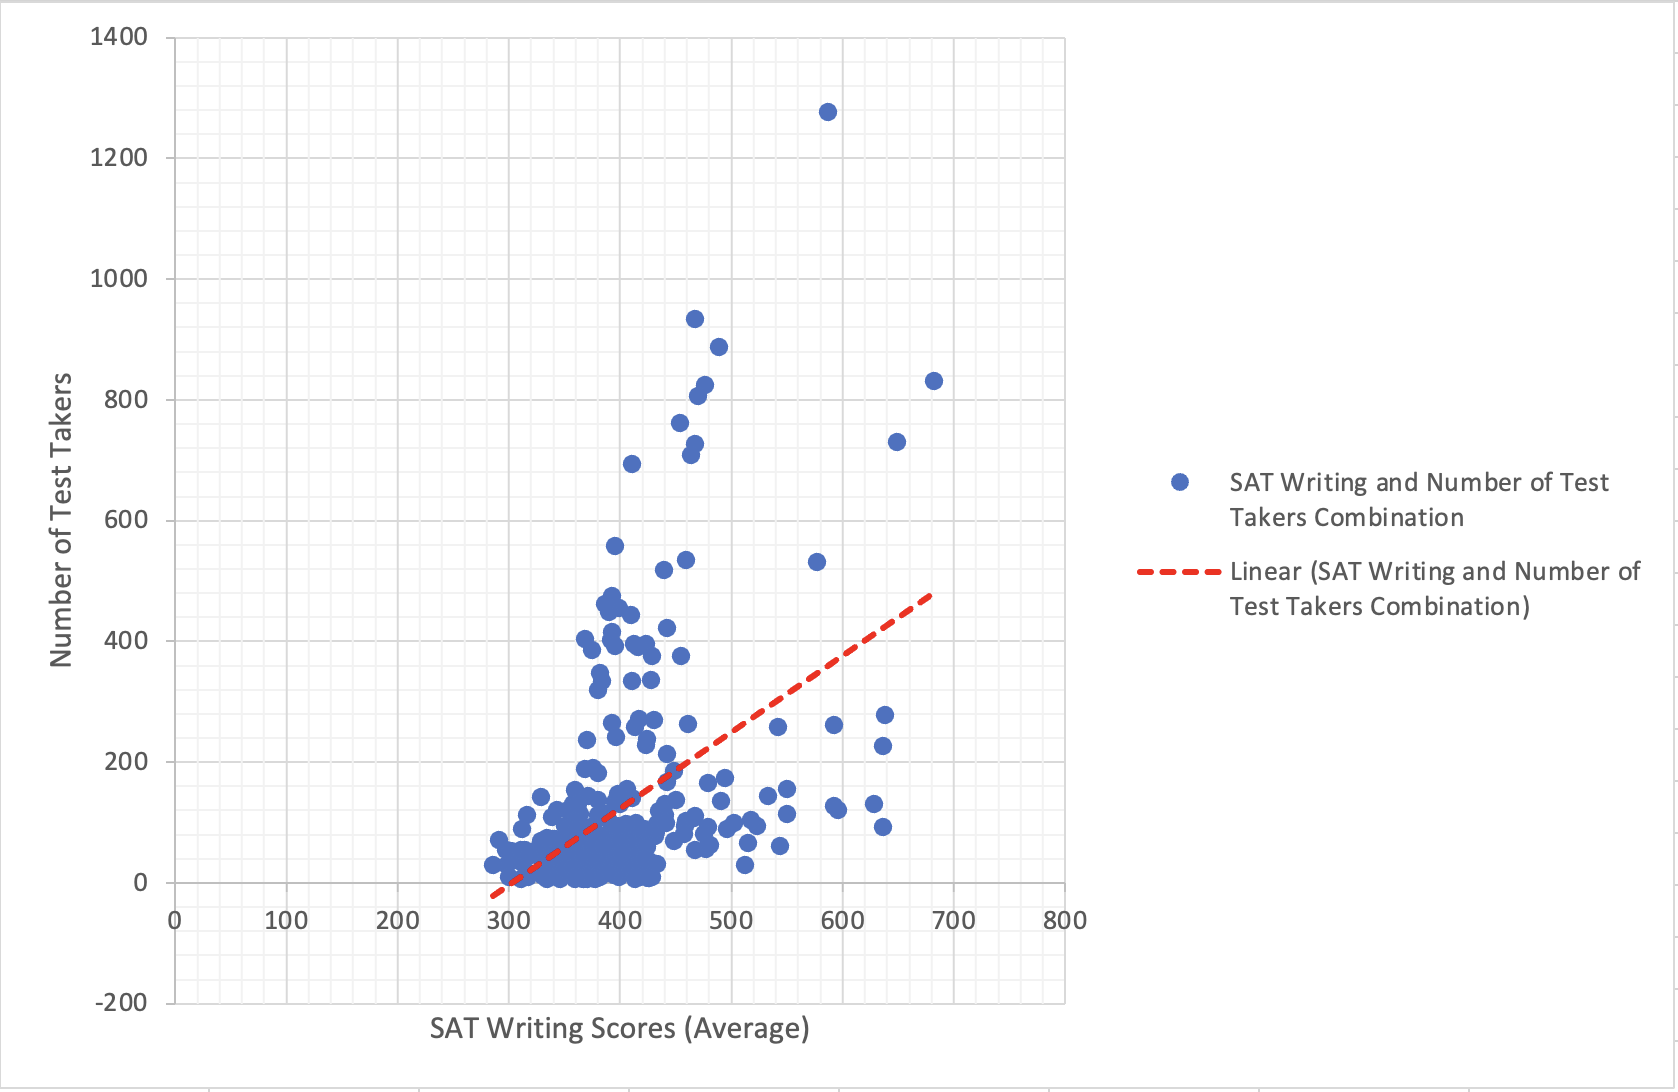 1400
1200
1000
800
600
400
200
0
-200
0 100 200 300 400 500 600 700 800
Number of Test Takers
SAT Writing Scores (Average)
SAT Writing and Number of Test
Takers Combination
Linear (SAT Writing and Number of
Test Takers Combination)